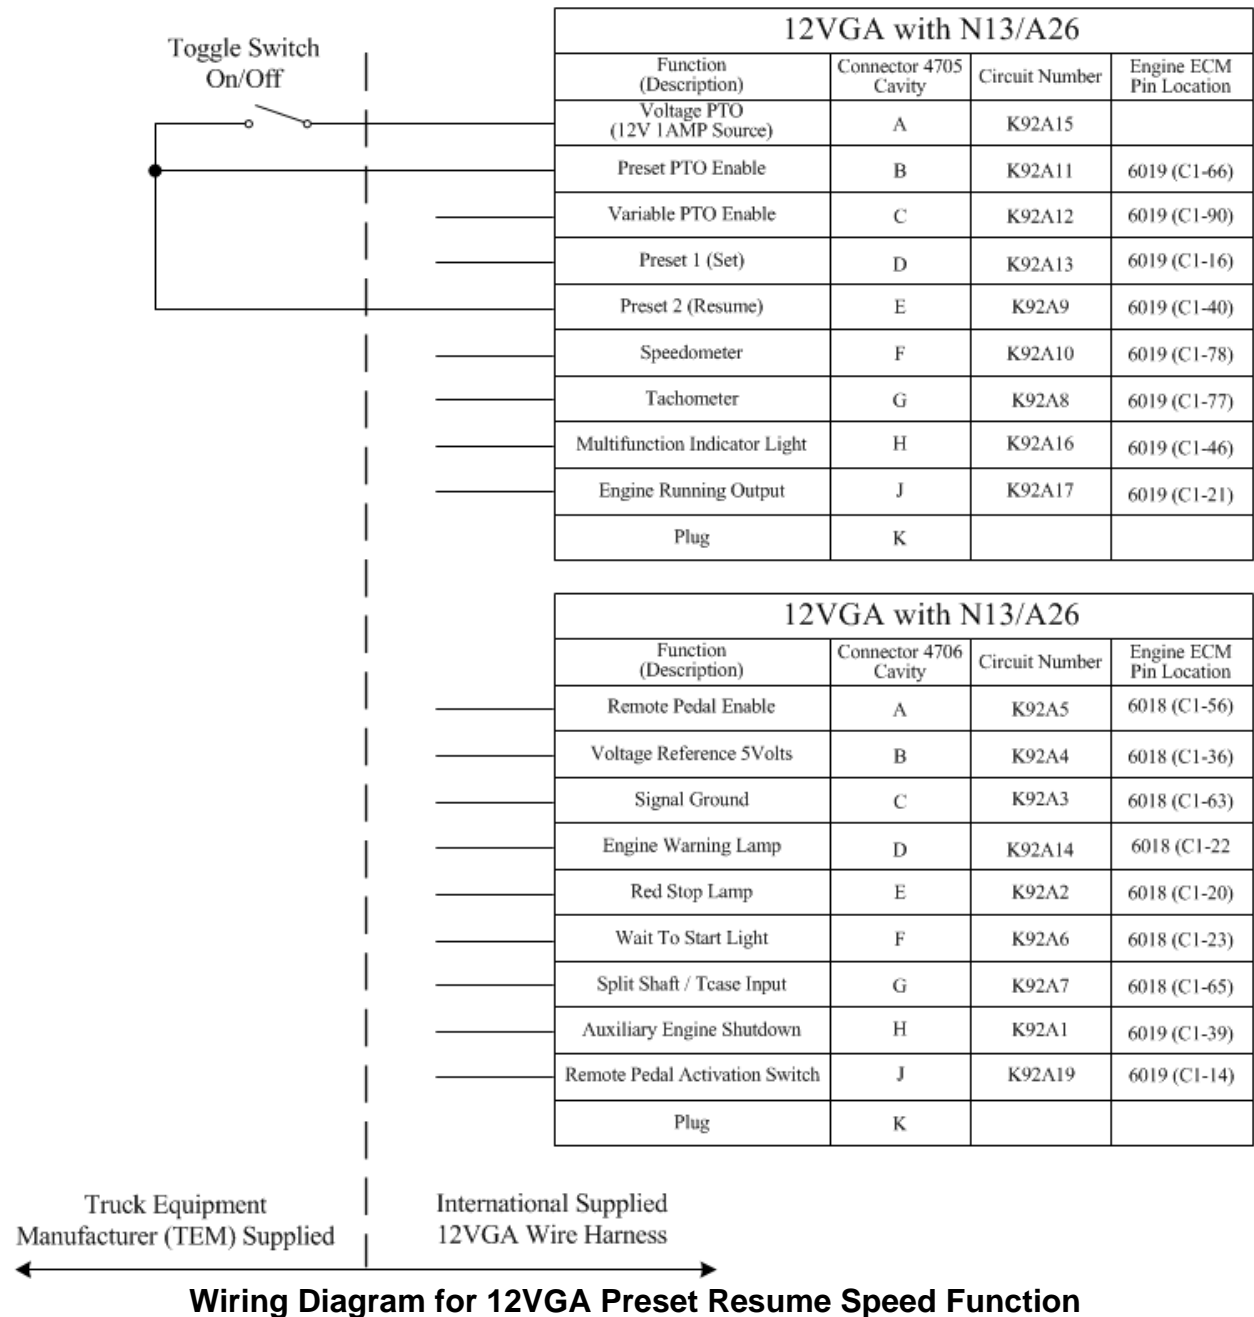 Toggle Switch
On/Off
12VGA with N13/A26
Function
(Description)
Connector 4705
Cavity
Circuit Number
Engine ECM
Pin Location
Voltage PTO
(12V 1AMP Source)
A
K92A15
Preset PTO Enable
B
K92A11
6019 (C1-66)
Variable PTO Enable
C
K92A12
6019 (C1-90)
Preset 1 (Set)
D
K92A13
6019 (C1-16)
Preset 2 (Resume)
E
K92A9
6019 (C1-40)
Speedometer
F
K92A10
6019 (C1-78)
Tachometer
G
K92A8
6019 (C1-77)
Multifunction Indicator Light
H
K92A16
6019 (C1-46)
Engine Running Output
J
K92A17
6019 (C1-21)
Plug
K
12VGA with N13/A26
Function
(Description)
Connector 4706
Cavity
Circuit Number
Engine ECM
Pin Location
Remote Pedal Enable
A
K92A5
6018 (C1-56)
Voltage Reference 5Volts
B
K92A4
6018 (C1-36)
Signal Ground
C
K92A3
6018 (C1-63)
Engine Warning Lamp
D
K92A14
6018 (C1-22
Red Stop Lamp
E
K92A2
6018 (C1-20)
Wait To Start Light
F
K92A6
6018 (C1-23)
Split Shaft / Tcase Input
G
K92A7
6018 (C1-65)
Auxiliary Engine Shutdown
H
K92A1
6019 (C1-39)
Remote Pedal Activation Switch
J
K92A19
6019 (C1-14)
Plug
K
Truck Equipment
Manufacturer (TEM) Supplied
International Supplied
12VGA Wire Harness
Wiring Diagram for 12VGA Preset Resume Speed Function